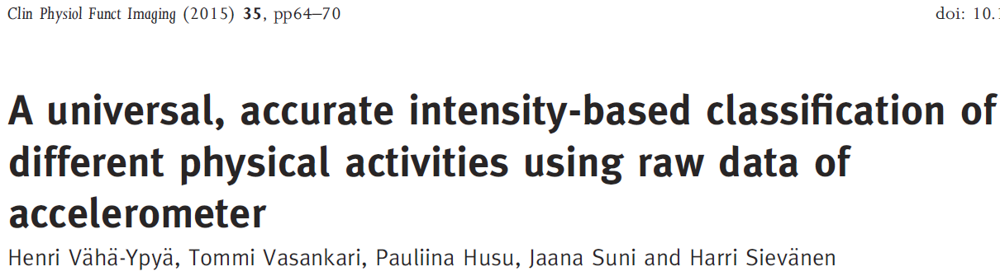 Clin Physiol Funct Imaging (2015) 35, pp64–70
doi: 10.
A universal, accurate intensity-based classification of
different physical activities using raw data of
accelerometer
Henri Vähä-Ypyä, Tommi Vasankari, Pauliina Husu, Jaana Suni and Harri Sievänen